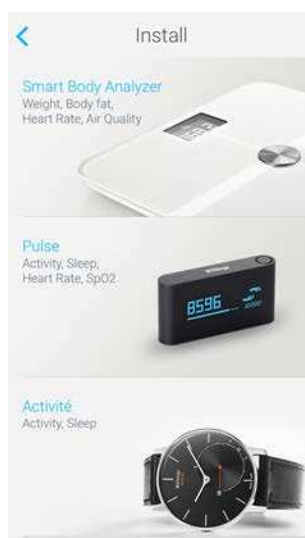 Install
Smart Body Analyzer
Weight, Body fat,
Heart Rate, Air Quality
Pulse
Activity, Sleep,
Heart Rate, SpO2
8596
Activité
Activity, Sleep